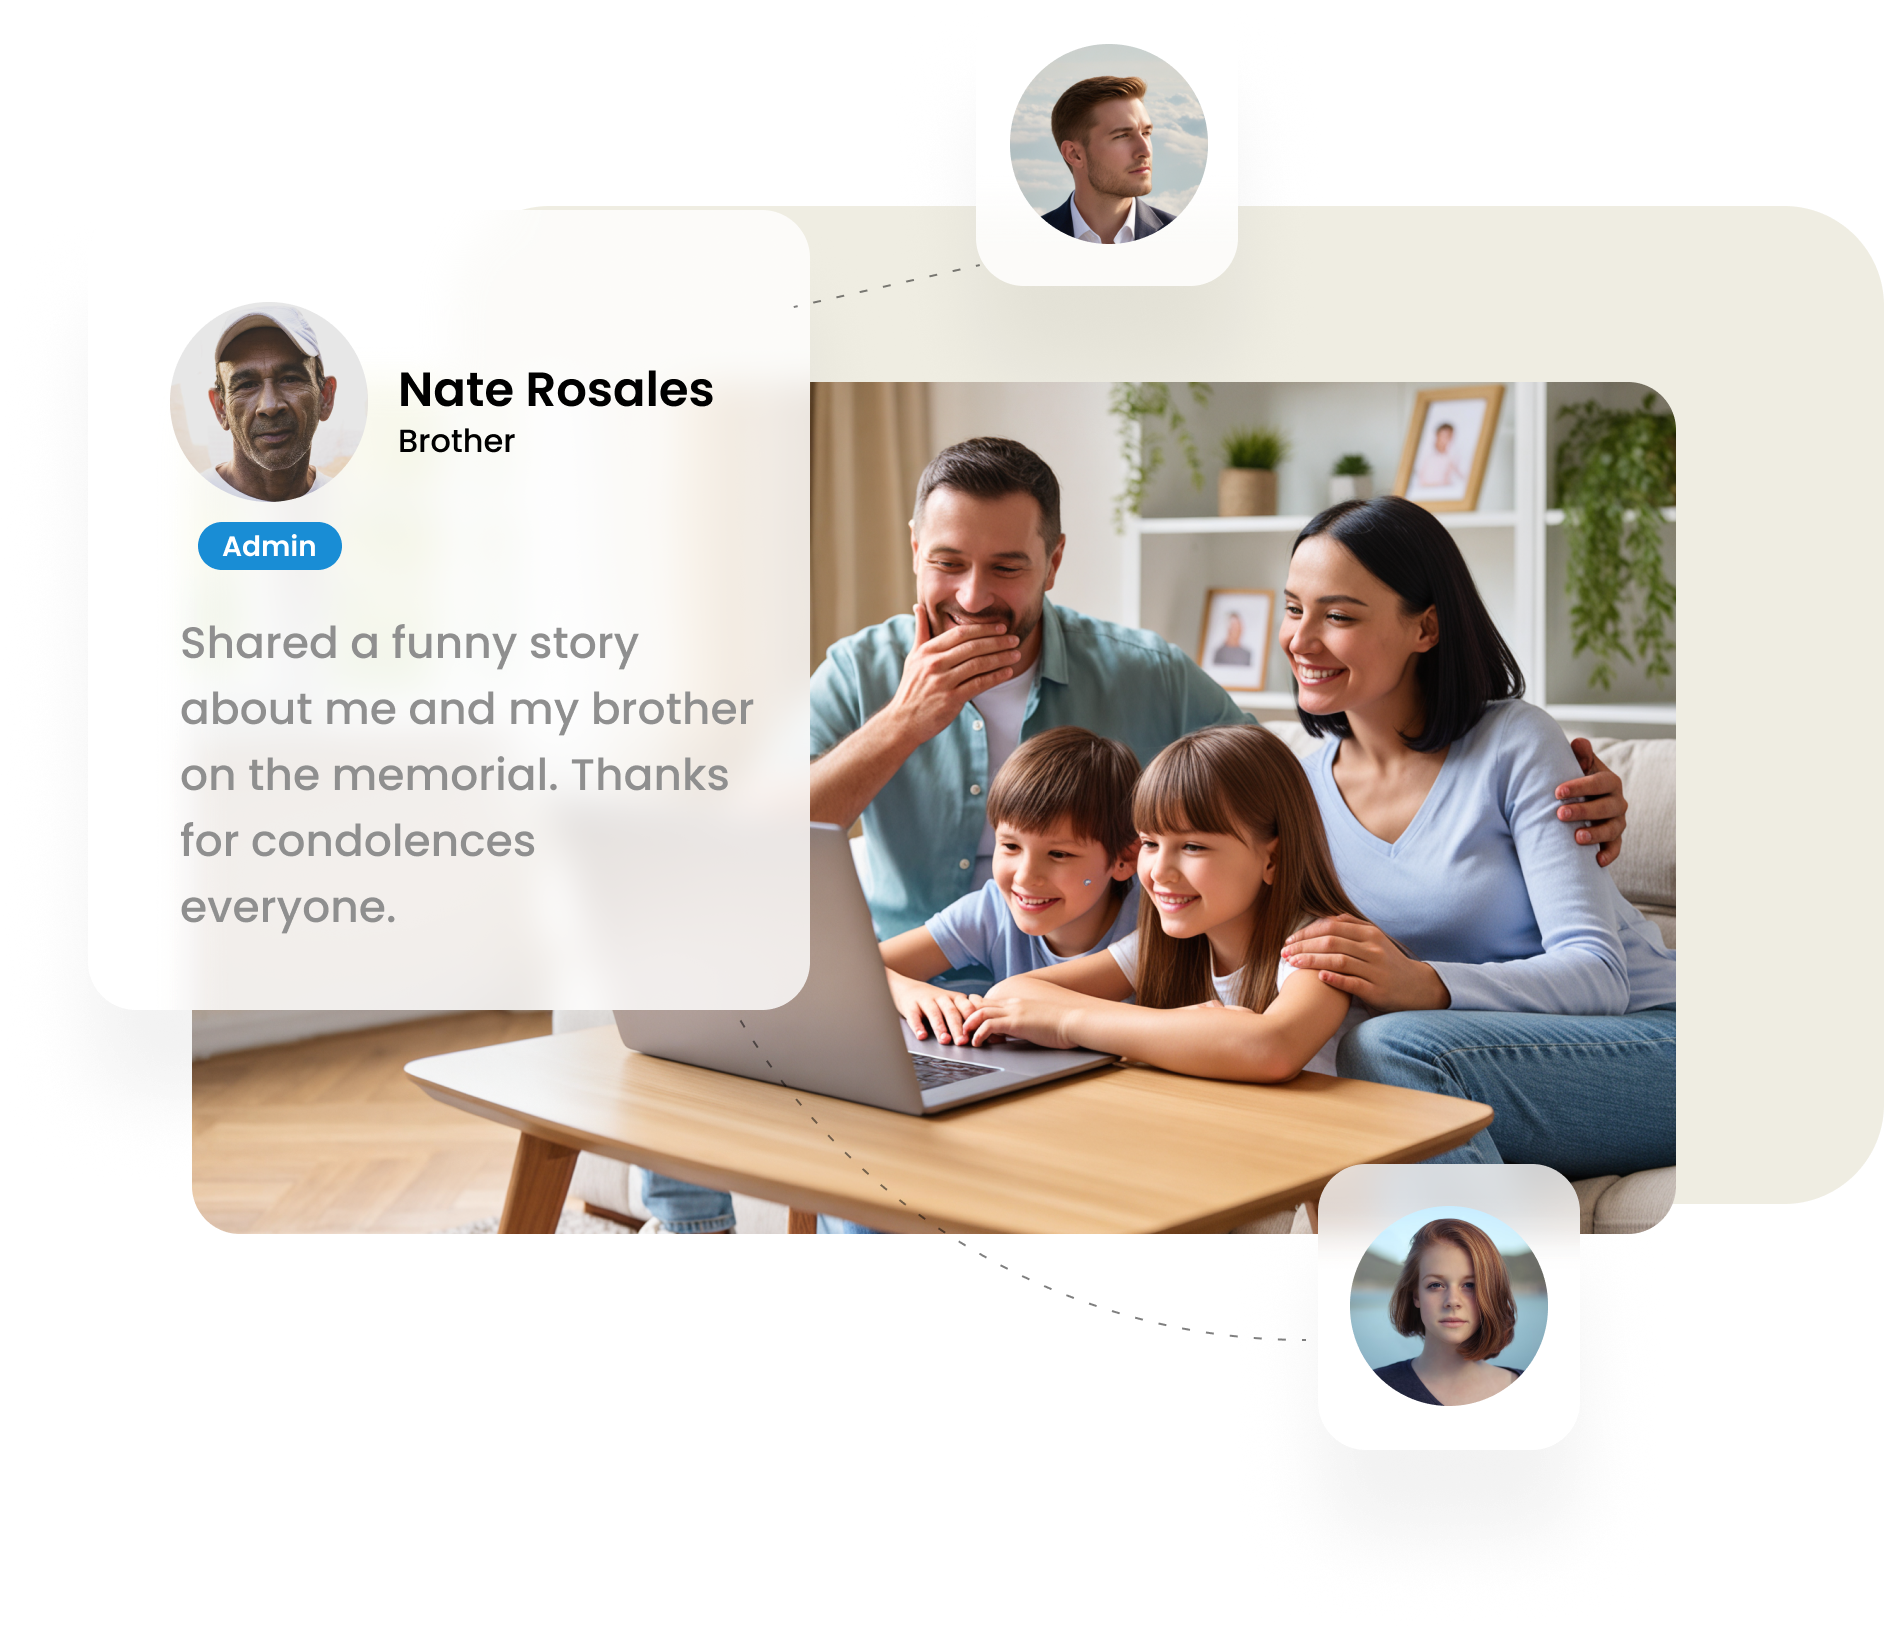 Nate Rosales
Brother
Admin
Shared a funny story
about me and my brother
on the memorial. Thanks
for condolences
everyone.